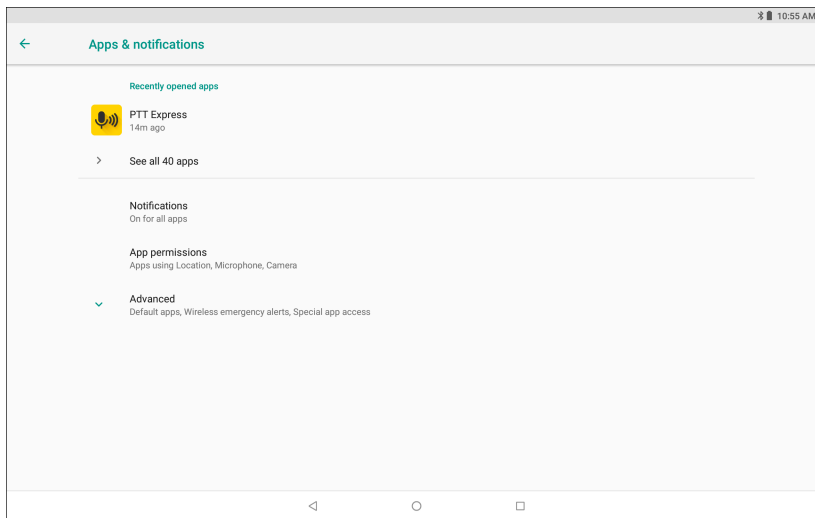 10:55 AM
Apps & notifications
Recently opened apps
PTT Express
14m ago
See all 40 apps
Notifications
On for all apps
App permissions
Apps using Location, Microphone, Camera
Advanced
Default apps, Wireless emergency alerts, Special app access